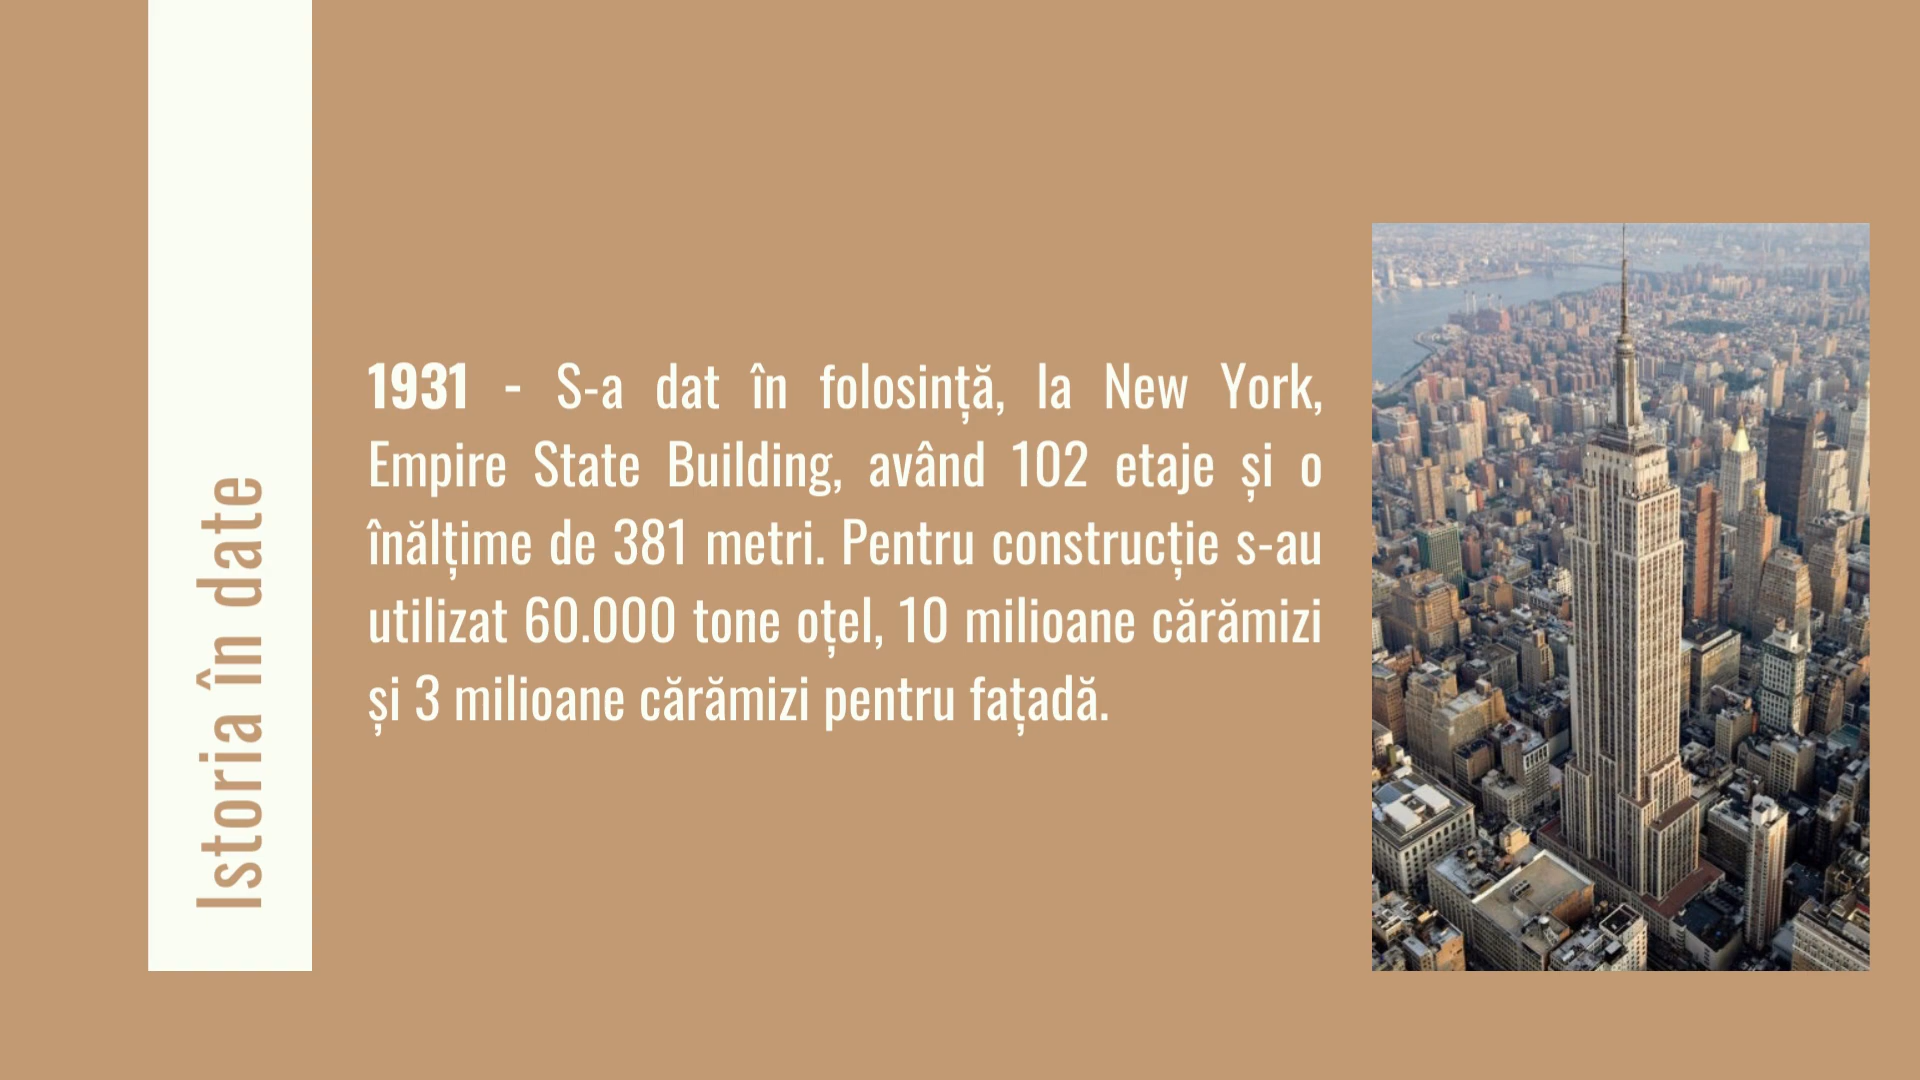 Istoria în date
1931 - S-a dat în folosință, la New York,
Empire State Building, având 102 etaje și o
înălțime de 381 metri. Pentru construcție s-au
utilizat 60.000 tone oțel, 10 milioane cărămizi
și 3 milioane cărămizi pentru fațadă.